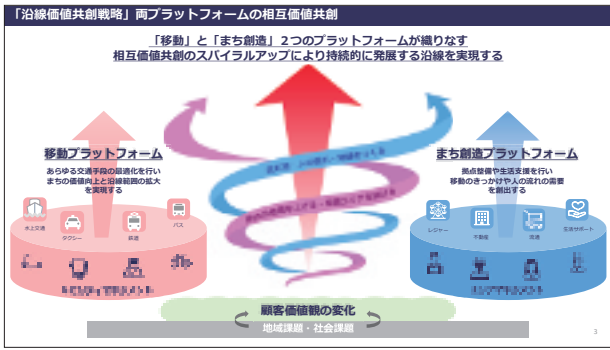 「沿線価値共創戦略」両プラットフォームの相互価値共創
「移動」と「まち創造」２つのプラットフォームが織りなす
相互価値共創のスパイラルアップにより持続的に発展する沿線を実現する
移動プラットフォーム
あらゆる交通手段の最適化を行い
まちの価値向上と沿線範囲の拡大
を実現する
水上交通
タクシー
鉄道
バス
まち創造プラットフォーム
拠点整備や生活支援を行い
移動のきっかけや人の流れの需要
を創出する
レジャー
不動産
流通
生活サポート
顧客価値観の変化
地域課題・社会課題
3